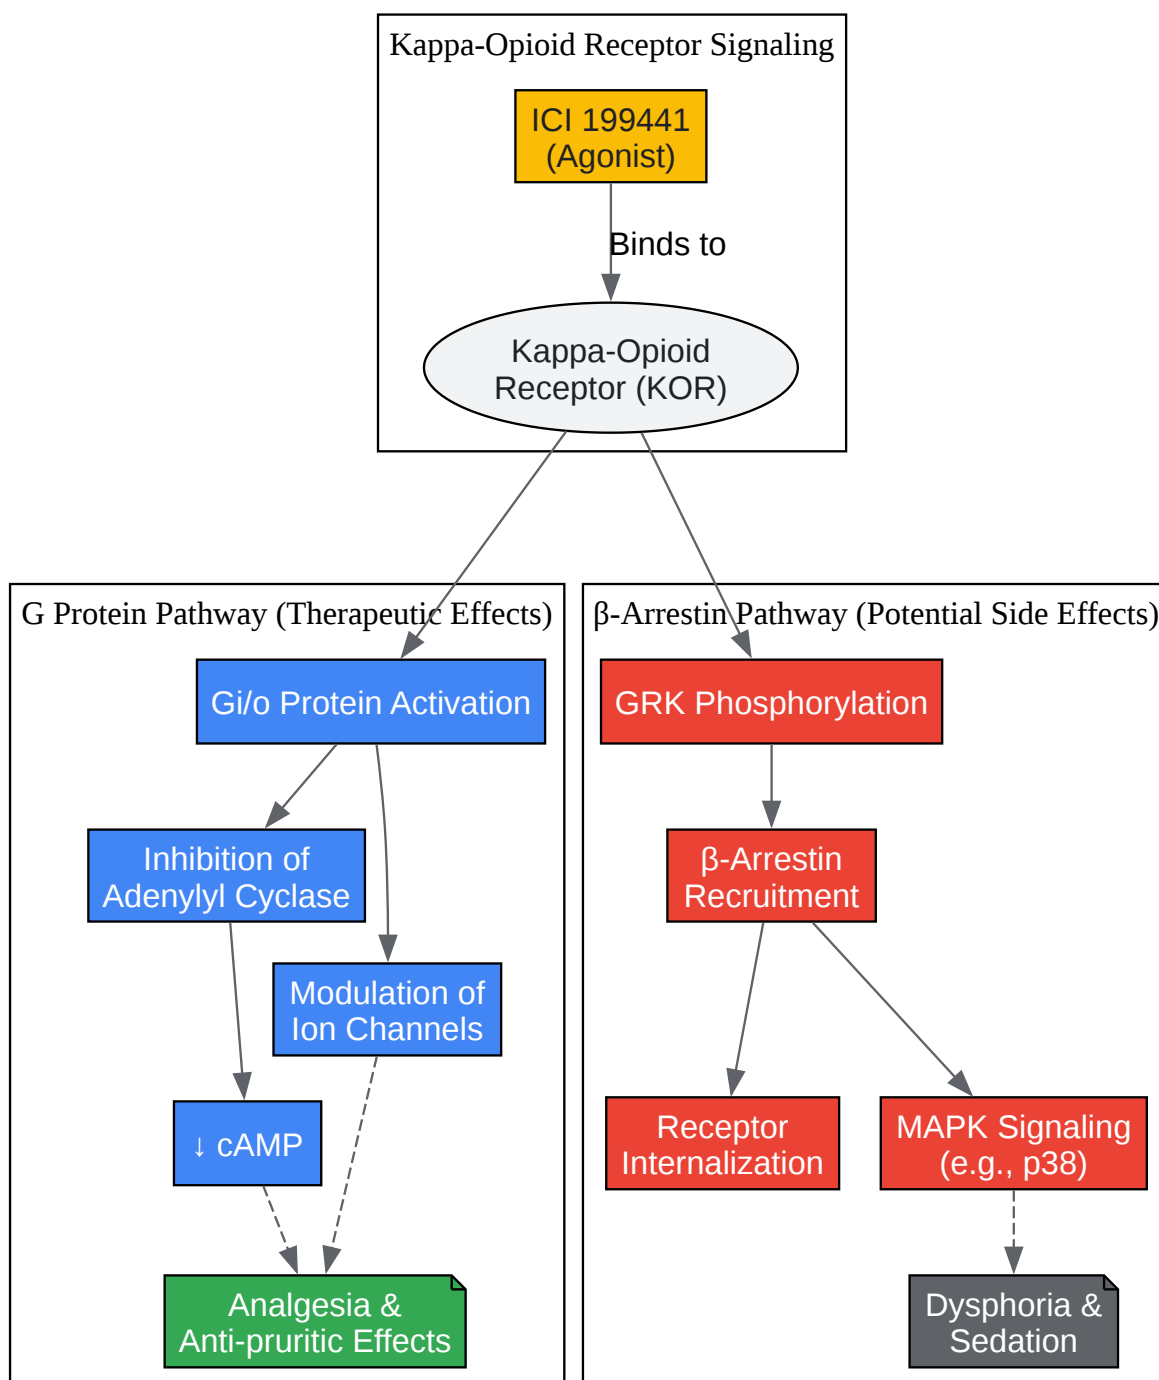 Kappa-Opioid Receptor Signaling
ICI 199441
(Agonist)
Binds to
Kappa-Opioid
Receptor (KOR)
G Protein Pathway (Therapeutic Effects)
Gi/o Protein Activation
Inhibition of
Adenylyl Cyclase
Modulation of
Ion Channels
↓ cAMP
Analgesia &
Anti-pruritic Effects
β-Arrestin Pathway (Potential Side Effects)
GRK Phosphorylation
β-Arrestin
Recruitment
Receptor
Internalization
MAPK Signaling
(e.g., p38)
Dysphoria &
Sedation